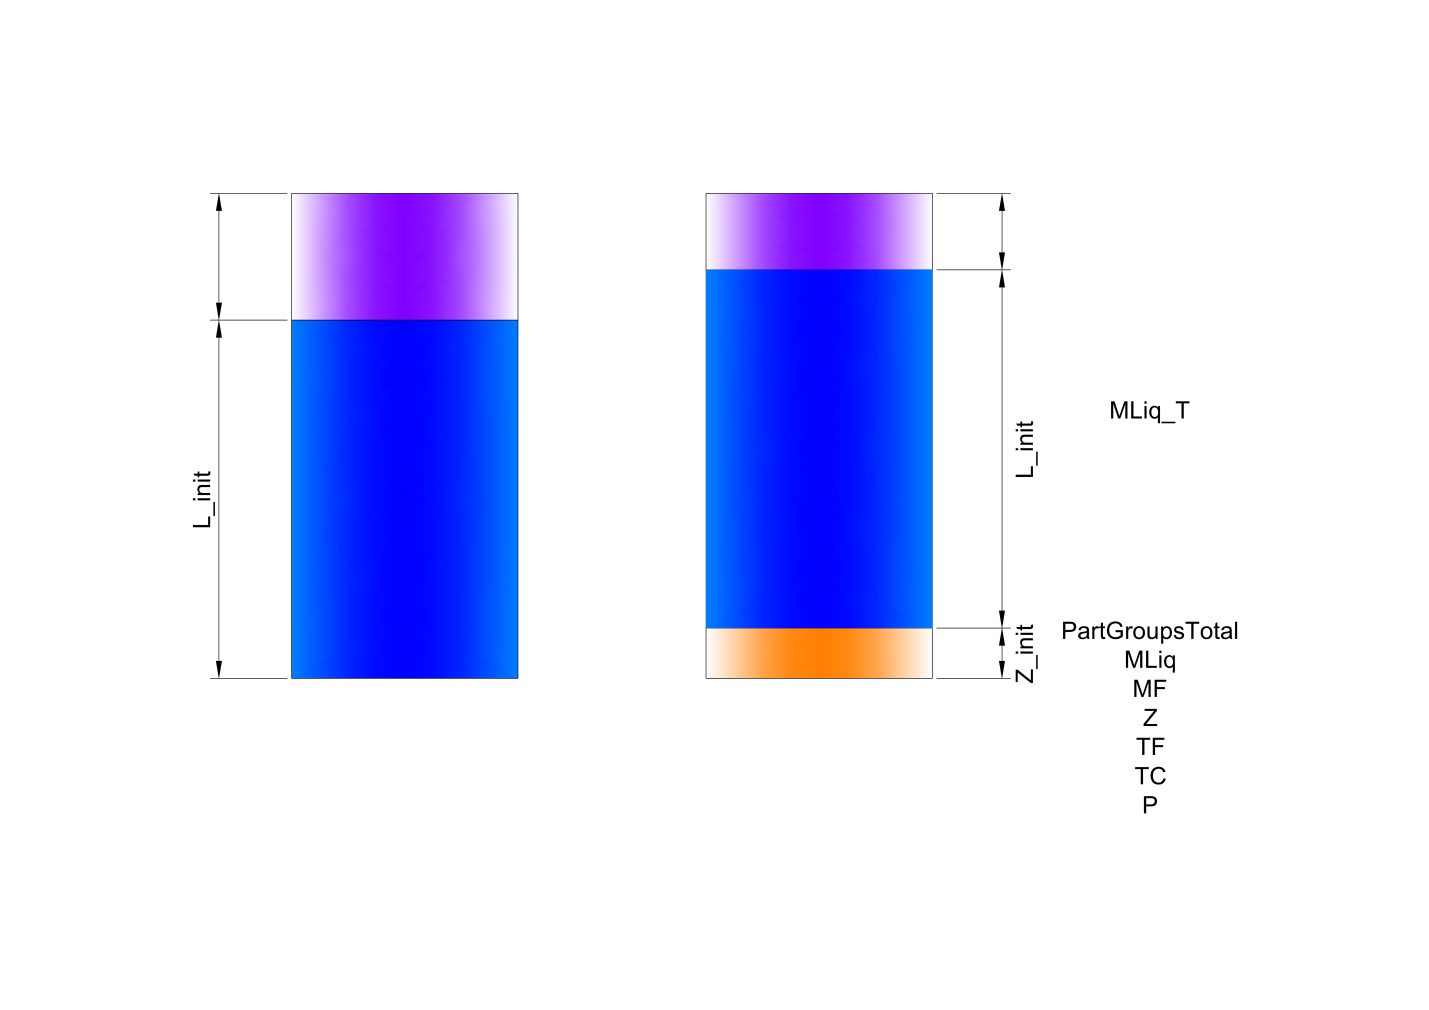 L_init
L_init
MLiq_T
Z_init
PartGroupsTotal
MLiq
MF
Z
TF
TC
P